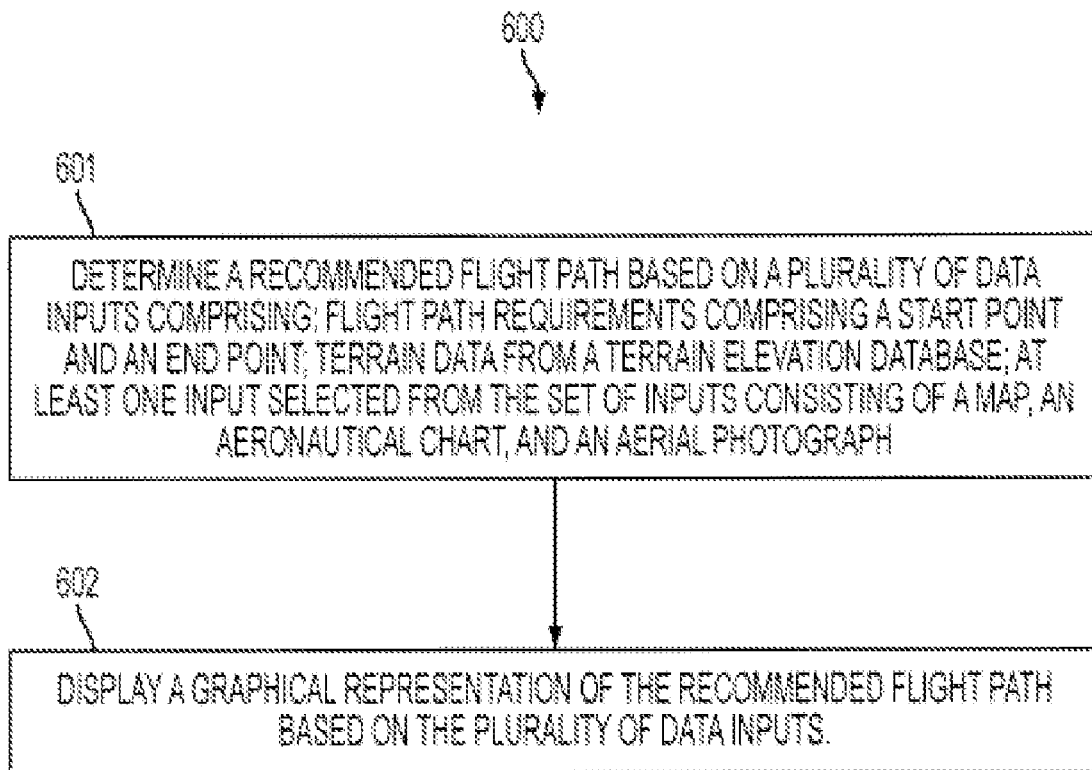 600
601
DETERMINE A RECOMMENDED FLIGHT PATH BASED ON A PLURALITY OF DATA
INPUTS COMPRISING: FLIGHT PATH REQUIREMENTS COMPRISING A START POINT
AND AN END POINT; TERRAIN DATA FROM A TERRAIN ELEVATION DATABASE; AT
LEAST ONE INPUT SELECTED FROM THE SET OF INPUTS CONSISTING OF A MAP, AN
AERONAUTICAL CHART, AND AN AERIAL PHOTOGRAPH
602
DISPLAY A GRAPHICAL REPRESENTATION OF THE RECOMMENDED FLIGHT PATH
BASED ON THE PLURALITY OF DATA INPUTS.